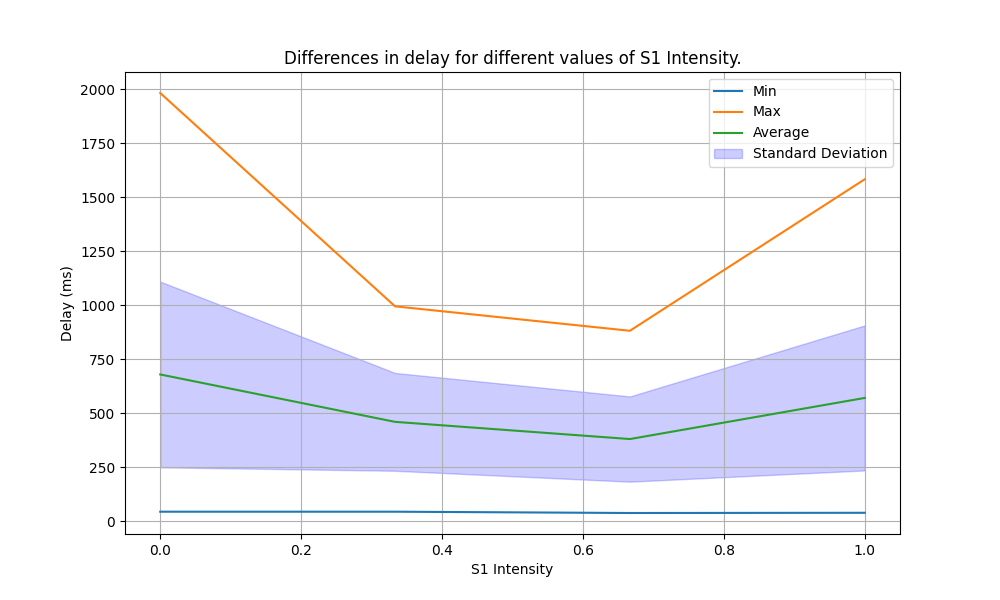 Differences in delay for different values of S1 Intensity.
Min
Max
Average
Standard Deviation
Delay (ms)
2000
1750
1500
1250
1000
750
500
250
0
0.0 0.2 0.4 0.6 0.8 1.0
S1 Intensity